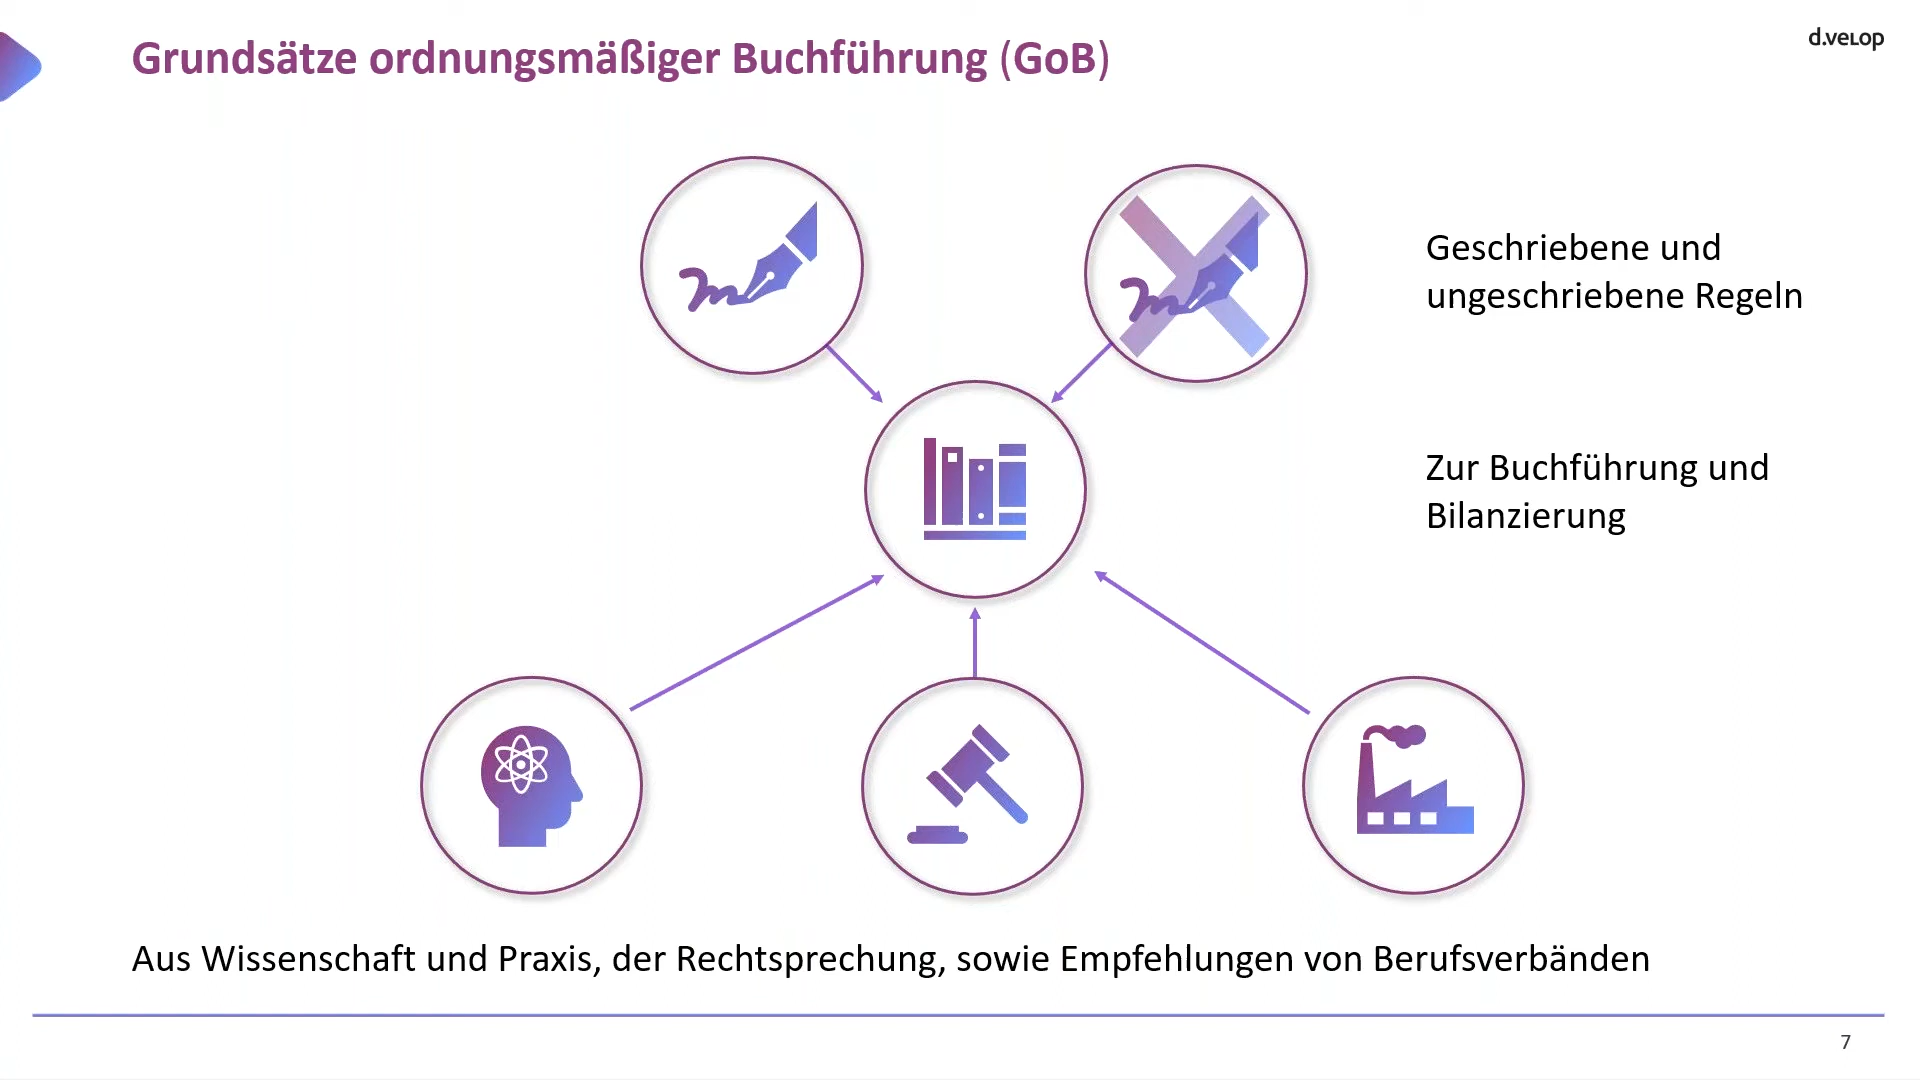 Grundsätze ordnungsmäßiger Buchführung (GoB)
d.velop
Geschriebene und
ungeschriebene Regeln
Zur Buchführung und
Bilanzierung
Aus Wissenschaft und Praxis, der Rechtsprechung, sowie Empfehlungen von Berufsverbänden
7